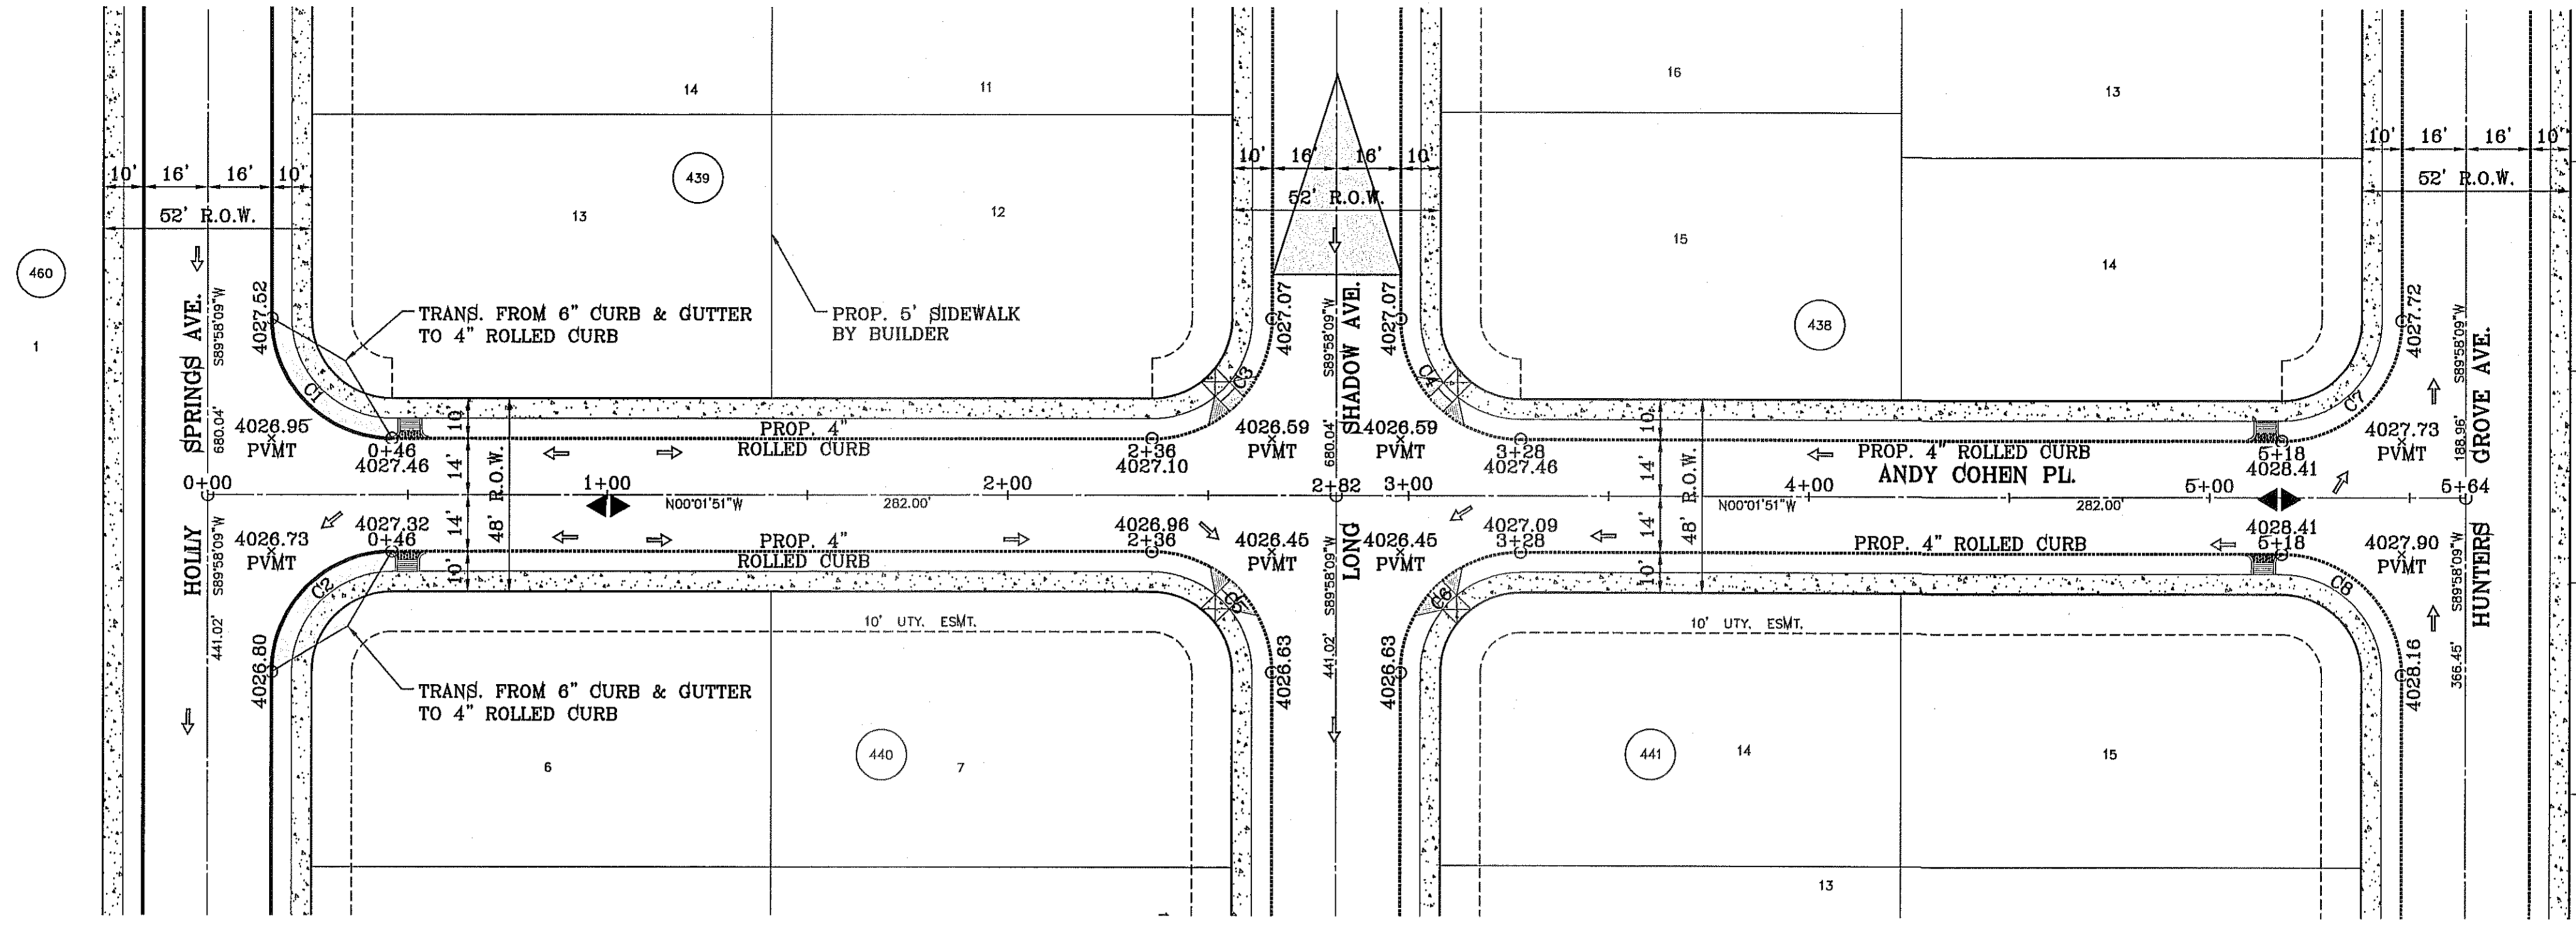 14
11
16
13
10'
16'
16'
10'
52' R.O.W.
439
13
12
10'
16'
16'
10'
52' R.O.W.
15
14
10'
16'
16'
10'
52' R.O.W.
460
1
438
HOLLY SPRINGS AVE.
S89°58'09"W
680.04'
4027.52
TRANS. FROM 6" CURB & GUTTER
TO 4" ROLLED CURB
PROP. 5' SIDEWALK
BY BUILDER
4027.07
LONG SHADOW AVE.
S89°58'09"W
680.04'
4027.07
4027.72
HUNTERS GROVE AVE.
S89°58'09"W
188.96'
C1
C3
C4
C7
4026.95
PVMT
0+46
4027.46
10'
14'
48' R.O.W.
14'
10'
PROP. 4"
ROLLED CURB
2+36
4027.10
4026.59
PVMT
4026.59
PVMT
3+28
4027.46
10'
14'
48' R.O.W.
14'
10'
PROP. 4" ROLLED CURB
ANDY COHEN PL.
5+18
4028.41
4027.73
PVMT
0+00
1+00
N00°01'51"W
282.00'
2+00
2+82
3+00
N00°01'51"W
4+00
282.00'
5+00
5+64
4026.73
PVMT
4027.32
0+46
PROP. 4"
ROLLED CURB
4026.96
2+36
4026.45
PVMT
4026.45
PVMT
4027.09
3+28
PROP. 4" ROLLED CURB
4028.41
5+18
4027.90
PVMT
C2
C5
C6
C8
S89°58'09"W
441.02'
4026.80
10' UTY. ESMT.
4026.63
S89°58'09"W
441.02'
4026.63
10' UTY. ESMT.
4028.16
S89°58'09"W
366.45'
TRANS. FROM 6" CURB & GUTTER
TO 4" ROLLED CURB
6
440
7
441
14
15
13